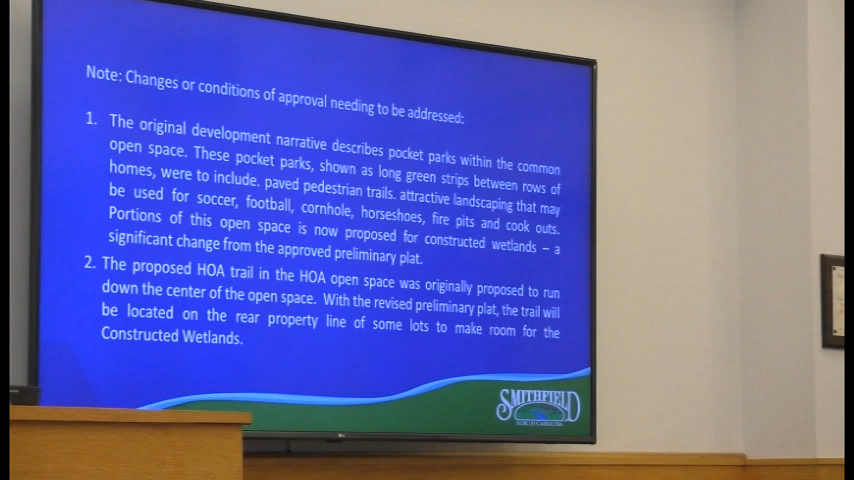 Note: Changes or conditions of approval needing to be addressed:
1. The original development narrative describes pocket parks within the common
open space. These pocket parks, shown as long green strips between rows of
homes, were to include. paved pedestrian trails. attractive landscaping that may
be used for soccer, football, cornhole, horseshoes, fire pits and cook outs.
Portions of this open space is now proposed for constructed wetlands – a
significant change from the approved preliminary plat.
2. The proposed HOA trail in the HOA open space was originally proposed to run
down the center of the open space. With the revised preliminary plat, the trail will
be located on the rear property line of some lots to make room for the
Constructed Wetlands.
SMITHFIELD
NORTH CAROLINA